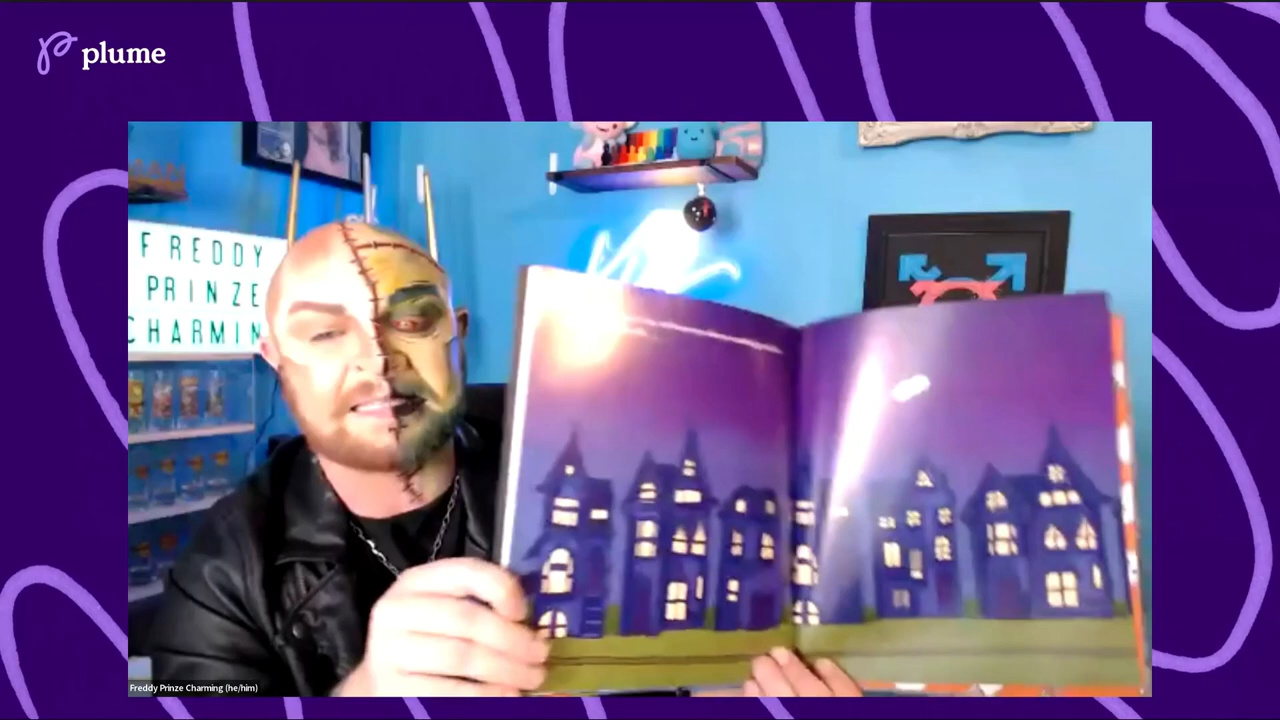 plume
FREDDY
PRINZE
CHARMIN
Freddy Prinze Charming (he/him)